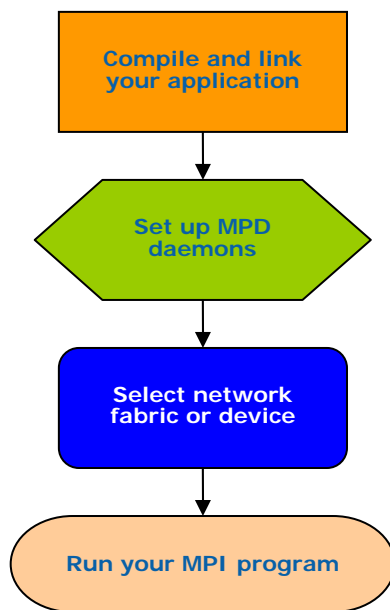 Compile and link
your application
Set up MPD
daemons
Select network
fabric or device
Run your MPI program